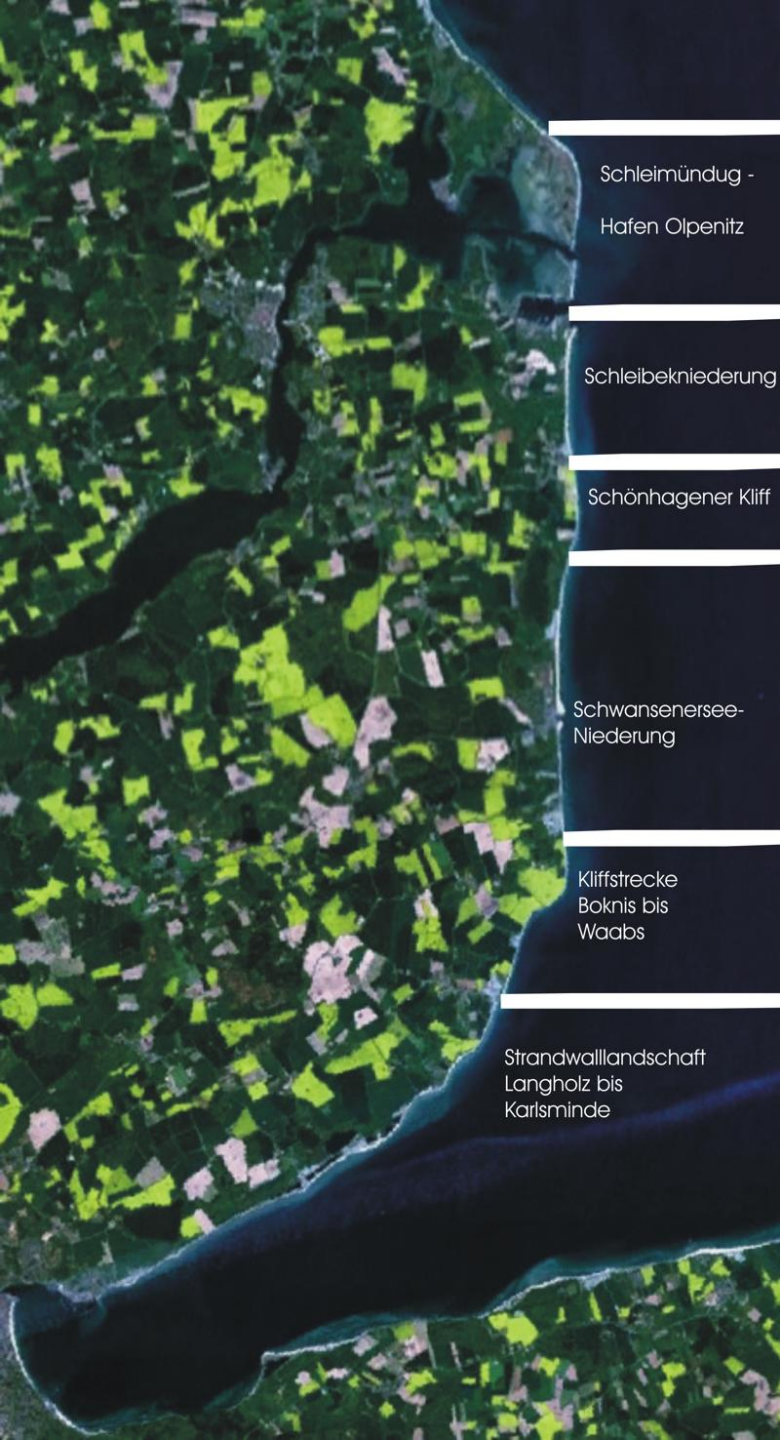 Schleimündug -
Hafen Olpenitz
Schleibekniederung
Schönhagener Kliff
Schwansenersee-
Niederung
Kliffstrecke
Boknis bis
Waabs
Strandwalllandschaft
Langholz bis
Karlsminde